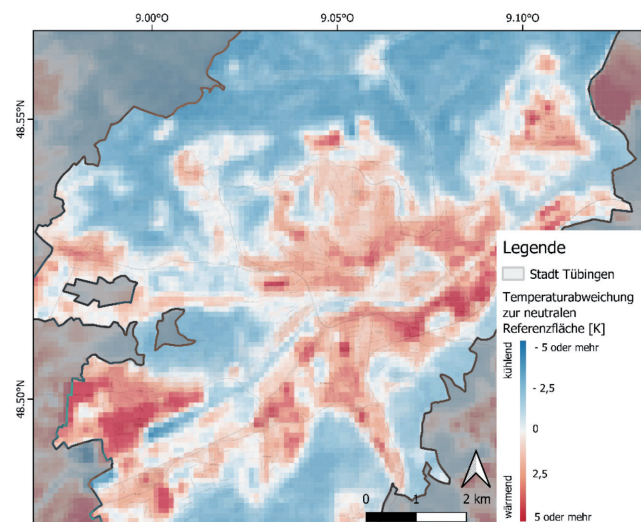 9.00°O 9.05°O 9.10°O
48.55°N
48.50°N
Legende
Stadt Tübingen
Temperaturabweichung
zur neutralen
Referenzfläche [K]
kühlend
- 5 oder mehr
- 2,5
0
2,5
5 oder mehr
wärmend
0 1 2 km